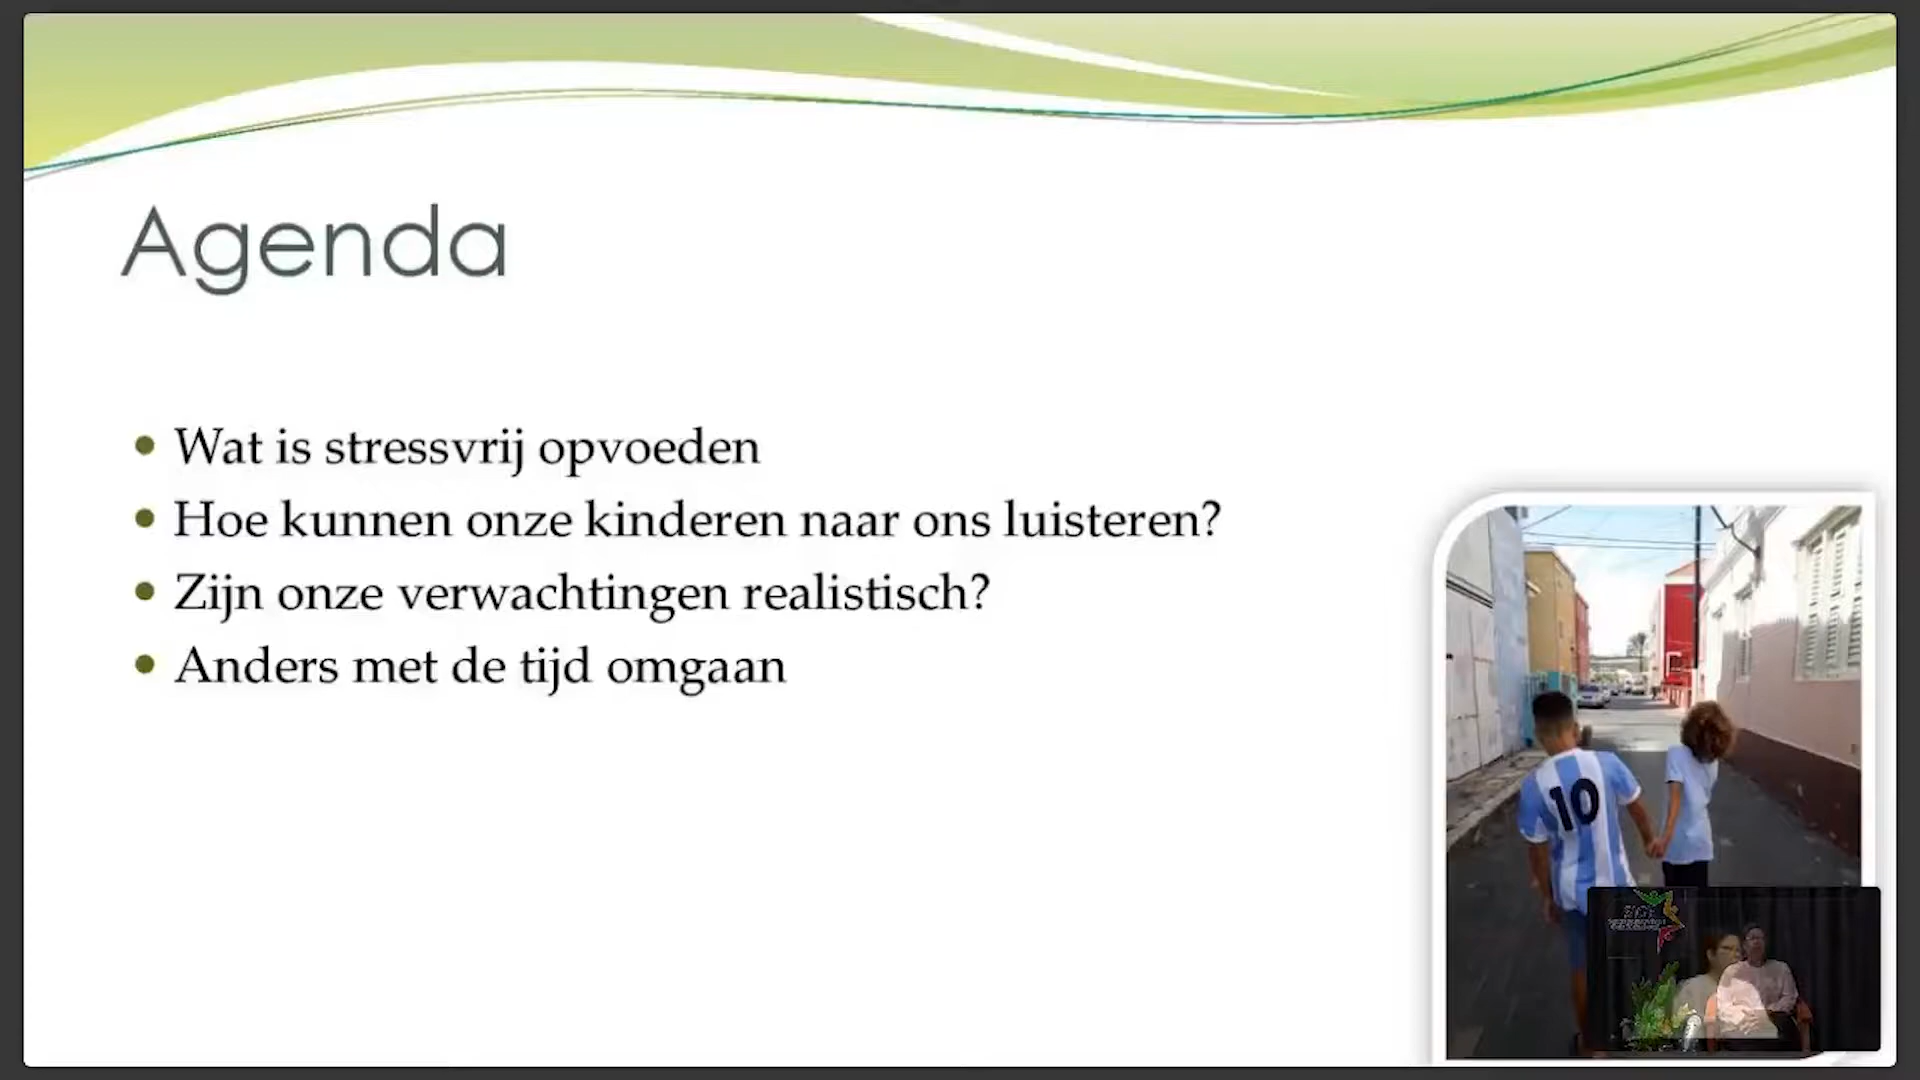 Agenda
• Wat is stressvrij opvoeden
• Hoe kunnen onze kinderen naar ons luisteren?
• Zijn onze verwachtingen realistisch?
• Anders met de tijd omgaan
10